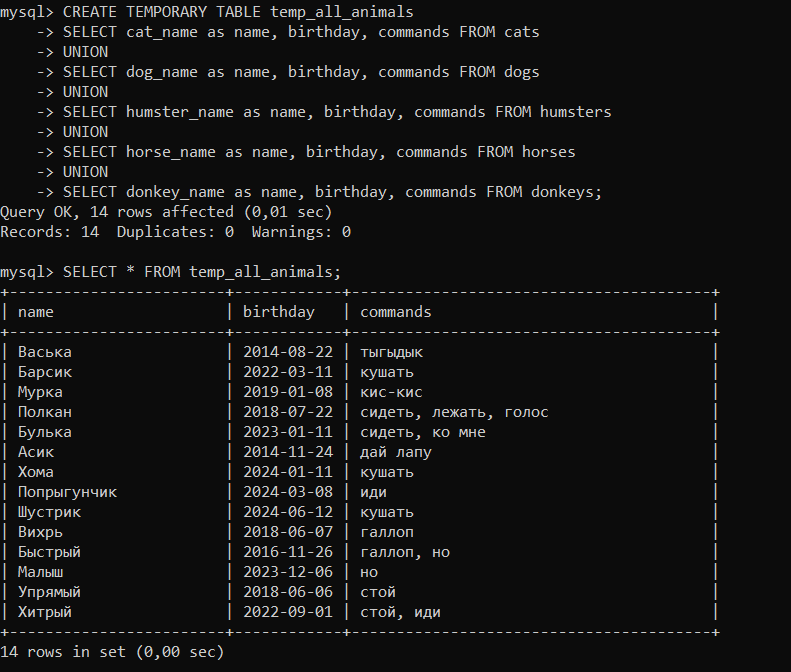 mysql> CREATE TEMPORARY TABLE temp_all_animals
    -> SELECT cat_name as name, birthday, commands FROM cats
    -> UNION
    -> SELECT dog_name as name, birthday, commands FROM dogs
    -> UNION
    -> SELECT humster_name as name, birthday, commands FROM humsters
    -> UNION
    -> SELECT horse_name as name, birthday, commands FROM horses
    -> UNION
    -> SELECT donkey_name as name, birthday, commands FROM donkeys;
Query OK, 14 rows affected (0,01 sec)
Records: 14  Duplicates: 0  Warnings: 0

mysql> SELECT * FROM temp_all_animals;
+------------------------+------------+----------------------------------------+
| name                   | birthday   | commands                               |
+------------------------+------------+----------------------------------------+
| Васька                 | 2014-08-22 | тыгыдык                                |
| Барсик                 | 2022-03-11 | кушать                                 |
| Мурка                  | 2019-01-08 | кис-кис                                |
| Полкан                 | 2018-07-22 | сидеть, лежать, голос                  |
| Булька                 | 2023-01-11 | сидеть, ко мне                         |
| Асик                   | 2014-11-24 | дай лапу                               |
| Хома                   | 2024-01-11 | кушать                                 |
| Попрыгунчик            | 2024-03-08 | иди                                    |
| Шустрик                | 2024-06-12 | кушать                                 |
| Вихрь                  | 2018-06-07 | галлоп                                 |
| Быстрый                | 2016-11-26 | галлоп, но                             |
| Малыш                  | 2023-12-06 | но                                     |
| Упрямый                | 2018-06-06 | стой                                   |
| Хитрый                 | 2022-09-01 | стой, иди                              |
+------------------------+------------+----------------------------------------+
14 rows in set (0,00 sec)